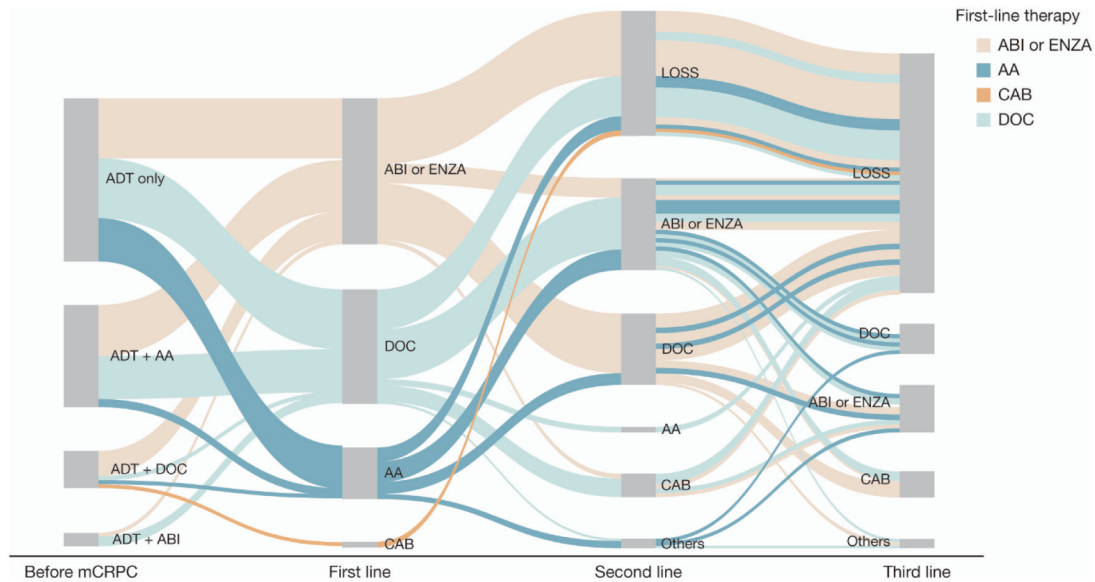 First-line therapy
ABI or ENZA
AA
CAB
DOC
ADT only
ADT + AA
ADT + DOC
ADT + ABI
ABI or ENZA
DOC
AA
CAB
LOSS
ABI or ENZA
DOC
AA
CAB
Others
LOSS
DOC
ABI or ENZA
CAB
Others
Before mCRPC
First line
Second line
Third line